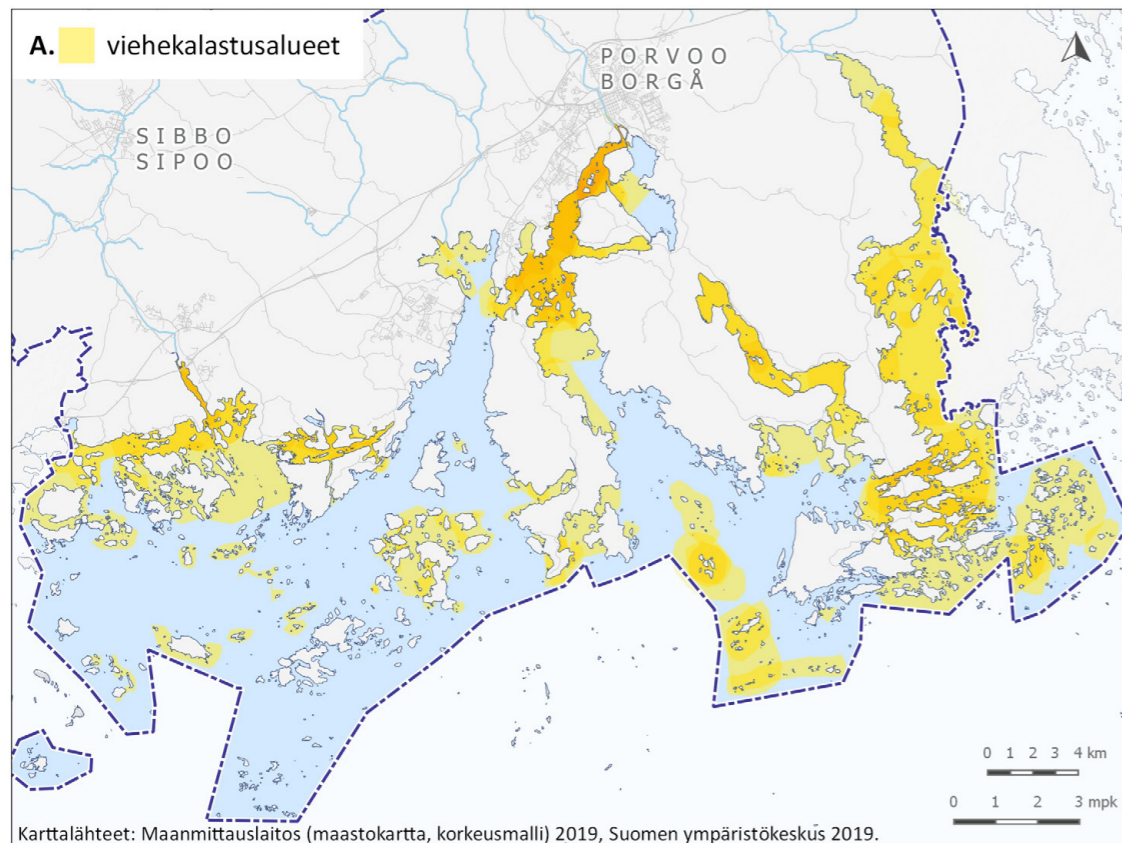 A. viehekalastusalueet
PORVOO
BORGÅ
SIBBO
SIPOO
0 1 2 3 4 km
0 1 2 3 mpk
Karttalähteet: Maanmittauslaitos (maastokartta, korkeusmalli) 2019, Suomen ympäristökeskus 2019.